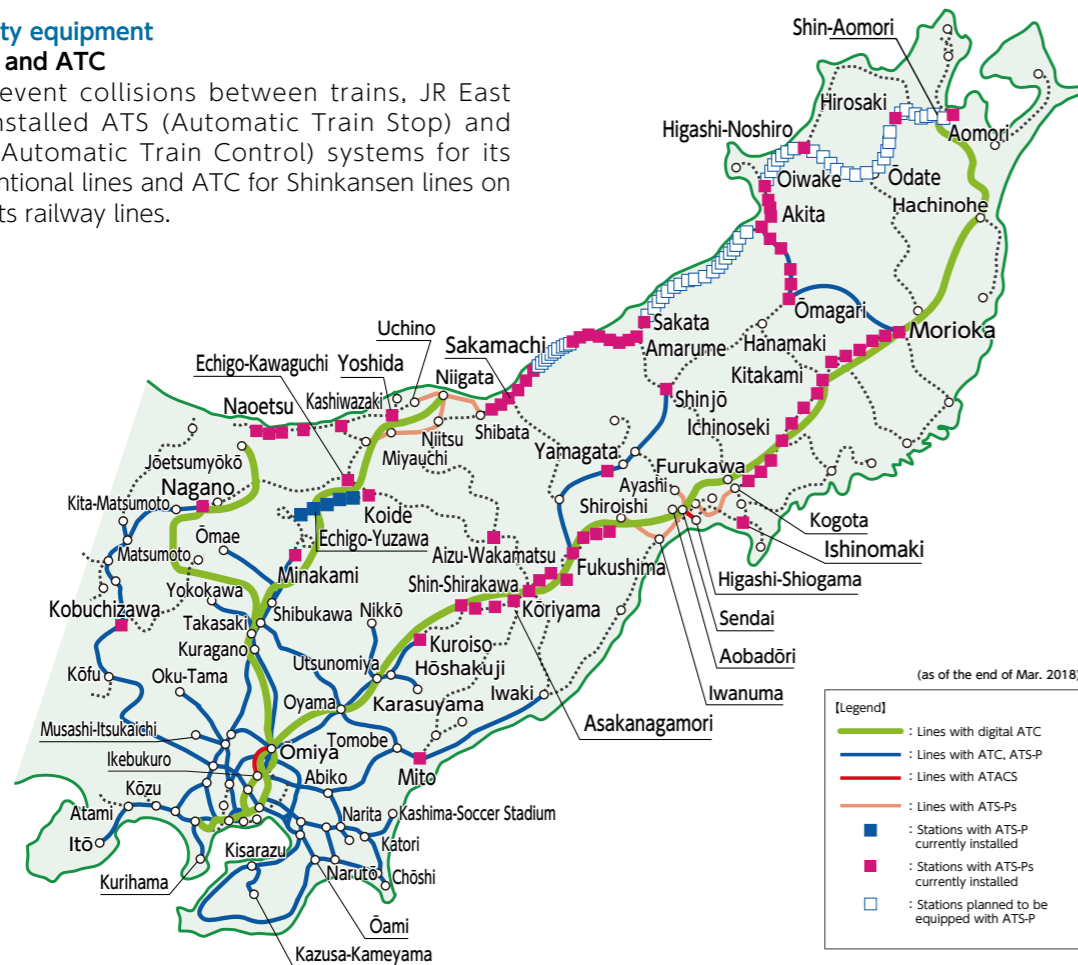 ty equipment
and ATC
event collisions between trains, JR East
nstalled ATS (Automatic Train Stop) and
Automatic Train Control) systems for its
ntional lines and ATC for Shinkansen lines on
ts railway lines.
Shin-Aomori
Hirosaki
Aomori
Higashi-Noshiro
Oiwake
Ōdate
Hachinohe
Akita
Ōmagari
Morioka
Sakata
Amarume
Hanamaki
Kitakami
Uchino
Sakamachi
Echigo-Kawaguchi
Yoshida
Niigata
Kashiwazaki
Naoetsu
Shinjō
Ichinoseki
Niitsu
Shibata
Miyauchi
Yamagata
Furukawa
Jōetsumyōkō
Ayashi
Nagano
Shiroishi
Kita-Matsumoto
Koide
Kogota
Echigo-Yuzawa
Ishinomaki
Ōmae
Matsumoto
Aizu-Wakamatsu
Fukushima
Minakami
Higashi-Shiogama
Shin-Shirakawa
Yokokawa
Nikkō
Kōriyama
Kobuchizawa
Shibukawa
Sendai
Takasaki
Kuroiso
Kuragano
Aobadōri
Utsunomiya
Hōshakuji
Kōfu
Oku-Tama
Iwaki
Iwanuma
Oyama
Karasuyama
Asakanagamori
Musashi-Itsukaichi
Tomobe
Ōmiya
Ikebukuro
Abiko
Mito
Kōzu
Atami
Narita
Kashima-Soccer Stadium
Itō
Katori
Kisarazu
Kurihama
Narutō
Chōshi
Ōami
Kazusa-Kameyama
(as of the end of Mar. 2018)
【Legend】
: Lines with digital ATC
: Lines with ATC, ATS-P
: Lines with ATACS
: Lines with ATS-Ps
: Stations with ATS-P
currently installed
: Stations with ATS-Ps
currently installed
: Stations planned to be
equipped with ATS-P